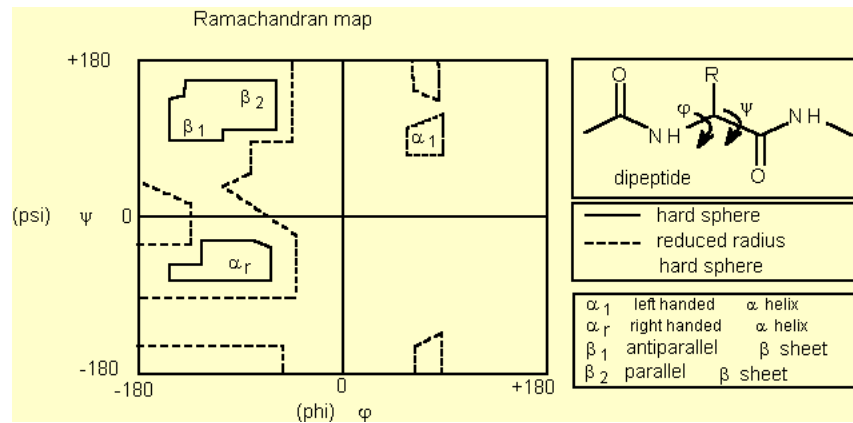 Ramachandran map
+180
β2
β1
α1
(psi) ψ 0
αr
-180
-180 0 +180
(phi) φ
O
R
φ ψ
NH
NH
O
dipeptide
hard sphere
reduced radius
hard sphere
α1 left handed α helix
αr right handed α helix
β1 antiparallel β sheet
β2 parallel β sheet